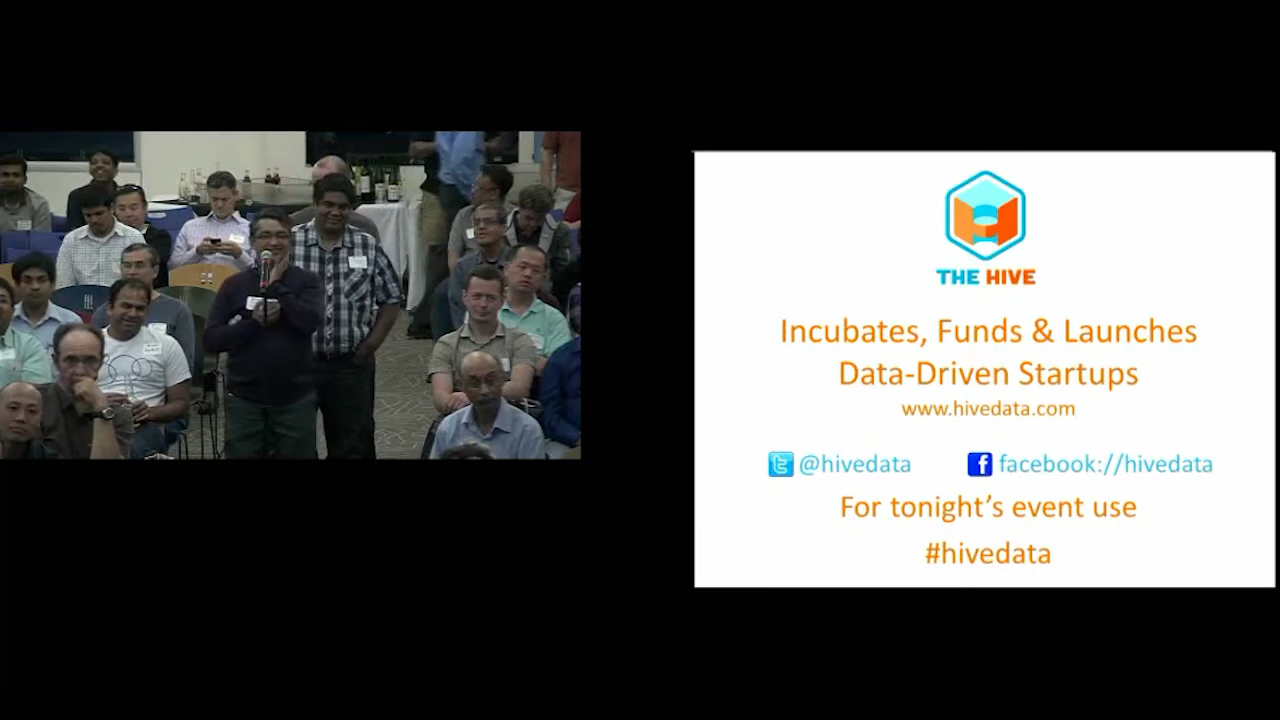 THE HIVE
Incubates, Funds & Launches
Data-Driven Startups
www.hivedata.com
@hivedata
facebook://hivedata
For tonight's event use
#hivedata